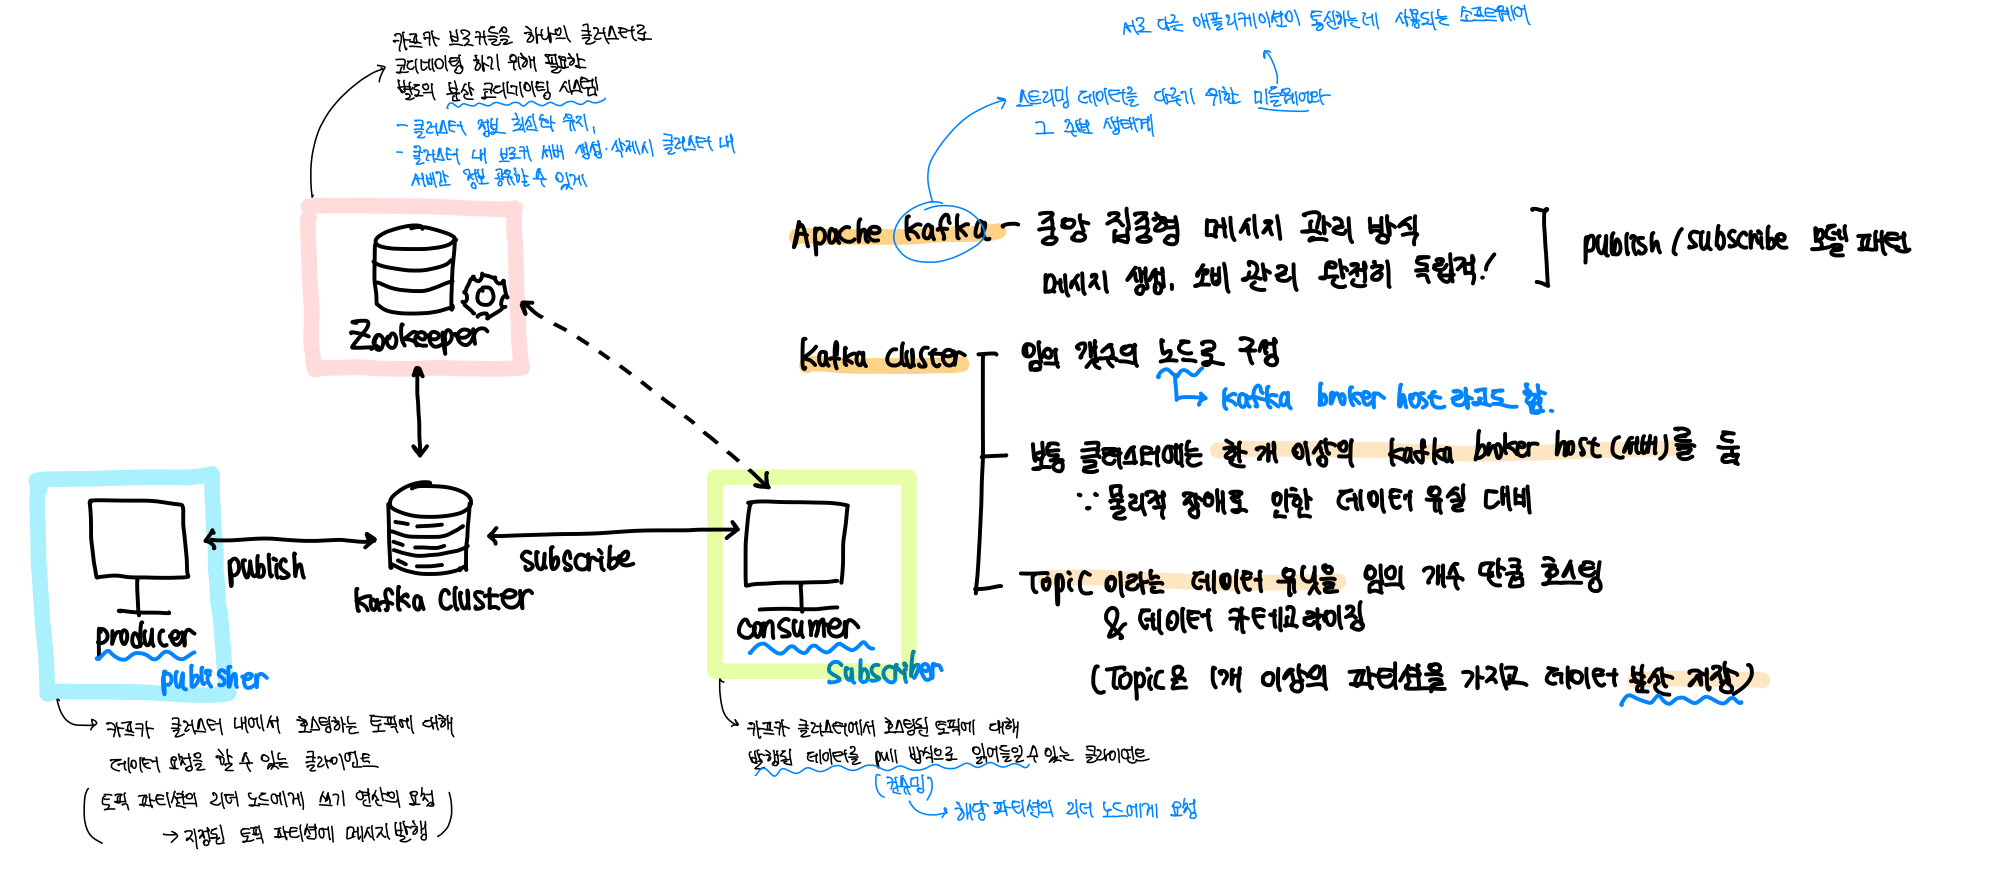 카프카 브로커들을 하나의 클러스터로
코디네이팅 하기 위해 필요한
별도의 분산 코디네이팅 시스템
- 클러스터 정보 최신화 유지,
- 클러스터 내 브로커 서버 생성·삭제시 클러스터 내
서버간 정보 공유할 수 있게
Zookeeper
publish
subscribe
kafka cluster
producer
publisher
consumer
subscriber
카프카 클러스터 내에서 호스팅하는 토픽에 대해
데이터 요청을 할 수 있는 클라이언트
(토픽 파티션의 리더 노드에게 쓰기 연산의 요청
→ 지정된 토픽 파티션에 메시지 발행)
카프카 클러스터에서 호스팅된 토픽에 대해
발행된 데이터를 pull 방식으로 읽어들일 수 있는 클라이언트
(컨슈밍)
해당 파티션의 리더 노드에게 요청
서로 다른 애플리케이션이 통신하는데 사용되는 소프트웨어
스트리밍 데이터를 다루기 위한 미들웨어와
그 주변 생태계
Apache kafka - 중앙 집중형 메시지 관리 방식
메시지 생성, 소비 관리 완전히 독립적!
publish / subscribe 모델 패턴
kafka cluster
임의 갯수의 노드로 구성
kafka broker host 라고도 함.
보통 클러스터에는 한 개 이상의 kafka broker host (서버)를 둠
∵ 물리적 장애로 인한 데이터 유실 대비
Topic 이라는 데이터 유닛을 임의 개수 만큼 호스팅
& 데이터 카테고라이징
(Topic은 1개 이상의 파티션을 가지고 데이터 분산 저장)